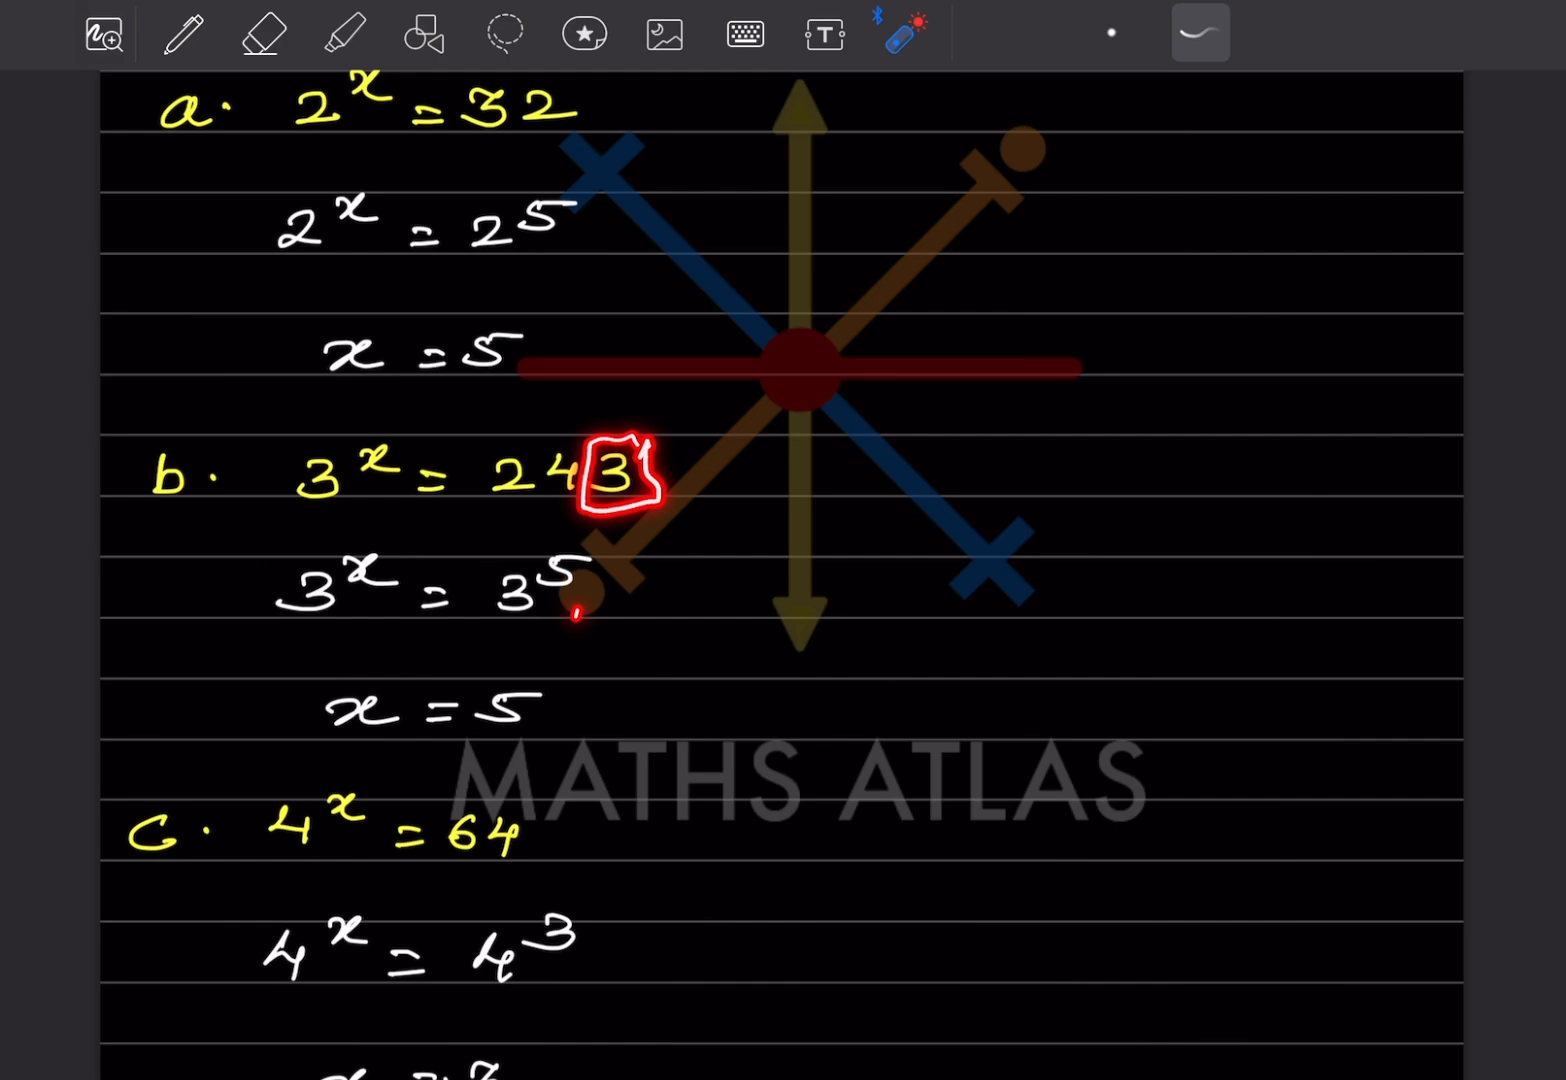 a. 2^x = 32
2^x = 2^5
x = 5
b. 3^x = 243
3^x = 3^5
x = 5
MATHS ATLAS
c. 4^x = 64
4^x = 4^3